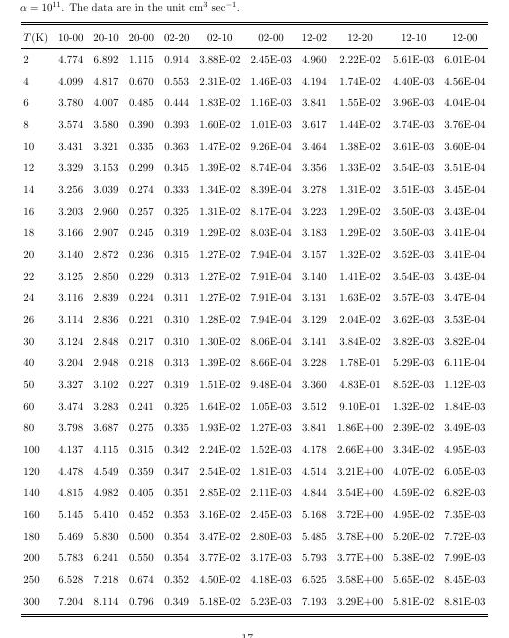 α = 10¹¹. The data are in the unit cm³ sec⁻¹.
T(K) 10-00 20-10 20-00 02-20 02-10 02-00 12-02 12-20 12-10 12-00
2 4.774 6.892 1.115 0.914 3.88E-02 2.45E-03 4.960 2.22E-02 5.61E-03 6.01E-04
4 4.099 4.817 0.670 0.553 2.31E-02 1.46E-03 4.194 1.74E-02 4.40E-03 4.56E-04
6 3.780 4.007 0.485 0.444 1.83E-02 1.16E-03 3.841 1.55E-02 3.96E-03 4.04E-04
8 3.574 3.580 0.390 0.393 1.60E-02 1.01E-03 3.617 1.44E-02 3.74E-03 3.76E-04
10 3.431 3.321 0.335 0.363 1.47E-02 9.26E-04 3.464 1.38E-02 3.61E-03 3.60E-04
12 3.329 3.153 0.299 0.345 1.39E-02 8.74E-04 3.356 1.33E-02 3.54E-03 3.51E-04
14 3.256 3.039 0.274 0.333 1.34E-02 8.39E-04 3.278 1.31E-02 3.51E-03 3.45E-04
16 3.203 2.960 0.257 0.325 1.31E-02 8.17E-04 3.223 1.29E-02 3.50E-03 3.43E-04
18 3.166 2.907 0.245 0.319 1.29E-02 8.03E-04 3.183 1.29E-02 3.50E-03 3.41E-04
20 3.140 2.872 0.236 0.315 1.27E-02 7.94E-04 3.157 1.32E-02 3.52E-03 3.41E-04
22 3.125 2.850 0.229 0.313 1.27E-02 7.91E-04 3.140 1.41E-02 3.54E-03 3.43E-04
24 3.116 2.839 0.224 0.311 1.27E-02 7.91E-04 3.131 1.63E-02 3.57E-03 3.47E-04
26 3.114 2.836 0.221 0.310 1.28E-02 7.94E-04 3.129 2.04E-02 3.62E-03 3.53E-04
30 3.124 2.848 0.217 0.310 1.30E-02 8.06E-04 3.141 3.84E-02 3.82E-03 3.82E-04
40 3.204 2.948 0.218 0.313 1.39E-02 8.66E-04 3.228 1.78E-01 5.29E-03 6.11E-04
50 3.327 3.102 0.227 0.319 1.51E-02 9.48E-04 3.360 4.83E-01 8.52E-03 1.12E-03
60 3.474 3.283 0.241 0.325 1.64E-02 1.05E-03 3.512 9.10E-01 1.32E-02 1.84E-03
80 3.798 3.687 0.275 0.335 1.93E-02 1.27E-03 3.841 1.86E+00 2.39E-02 3.49E-03
100 4.137 4.115 0.315 0.342 2.24E-02 1.52E-03 4.178 2.66E+00 3.34E-02 4.95E-03
120 4.478 4.549 0.359 0.347 2.54E-02 1.81E-03 4.514 3.21E+00 4.07E-02 6.05E-03
140 4.815 4.982 0.405 0.351 2.85E-02 2.11E-03 4.844 3.54E+00 4.59E-02 6.82E-03
160 5.145 5.410 0.452 0.353 3.16E-02 2.45E-03 5.168 3.72E+00 4.95E-02 7.35E-03
180 5.469 5.830 0.500 0.354 3.47E-02 2.80E-03 5.485 3.78E+00 5.20E-02 7.72E-03
200 5.783 6.241 0.550 0.354 3.77E-02 3.17E-03 5.793 3.77E+00 5.38E-02 7.99E-03
250 6.528 7.218 0.674 0.352 4.50E-02 4.18E-03 6.525 3.58E+00 5.65E-02 8.45E-03
300 7.204 8.114 0.796 0.349 5.18E-02 5.23E-03 7.193 3.29E+00 5.81E-02 8.81E-03
17